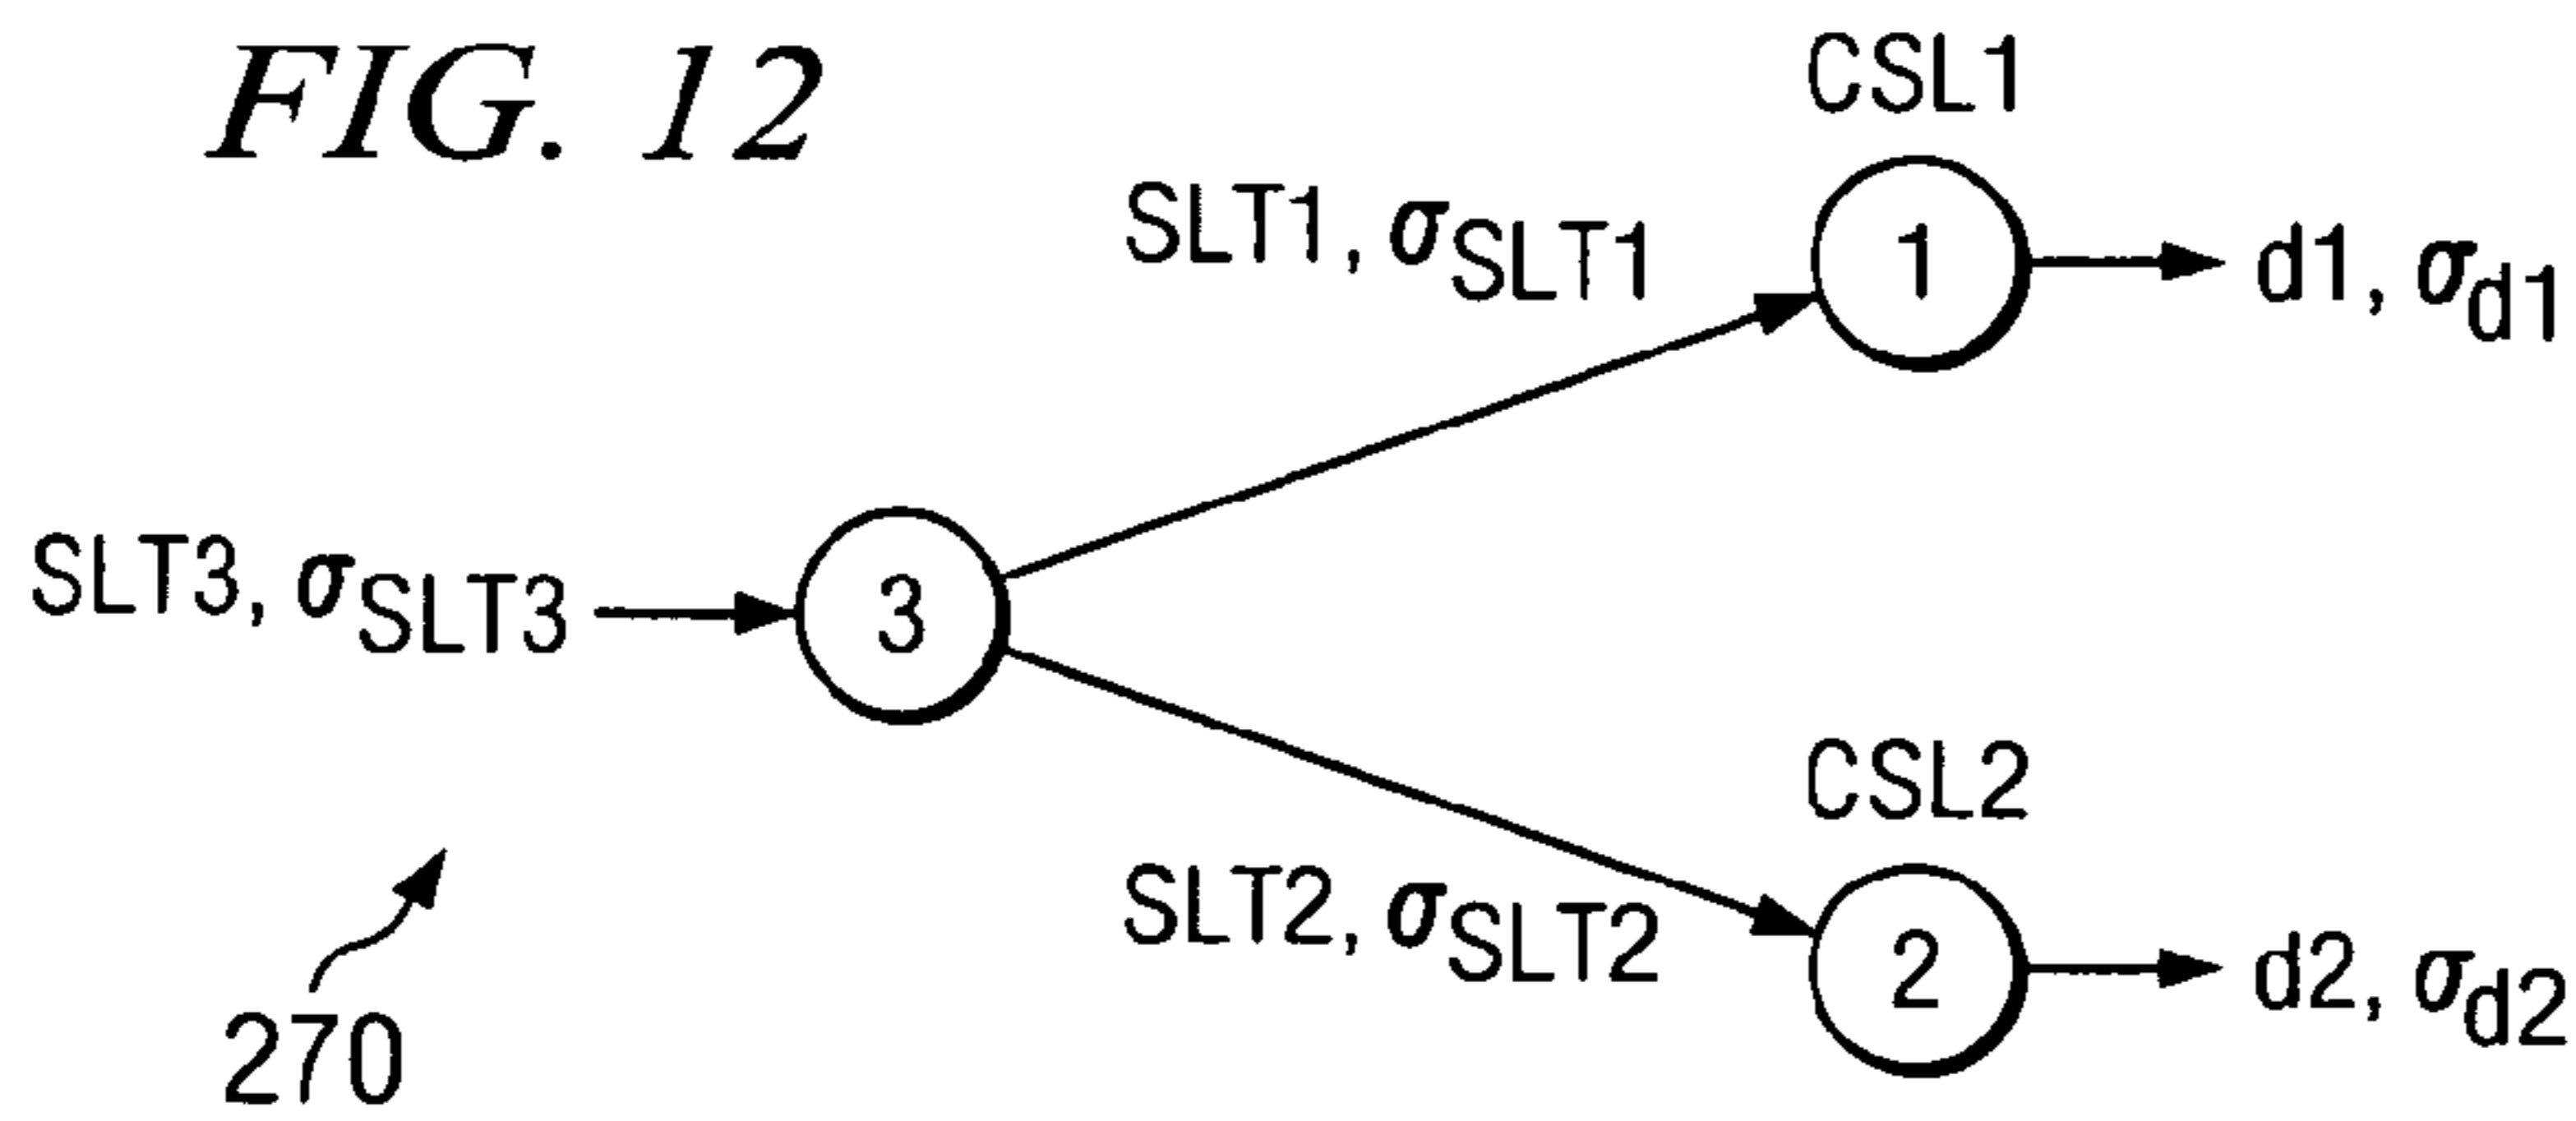 FIG. 12
CSL1
SLT1, σSLT1
1
d1, σd1
SLT3, σSLT3
3
CSL2
SLT2, σSLT2
2
d2, σd2
270